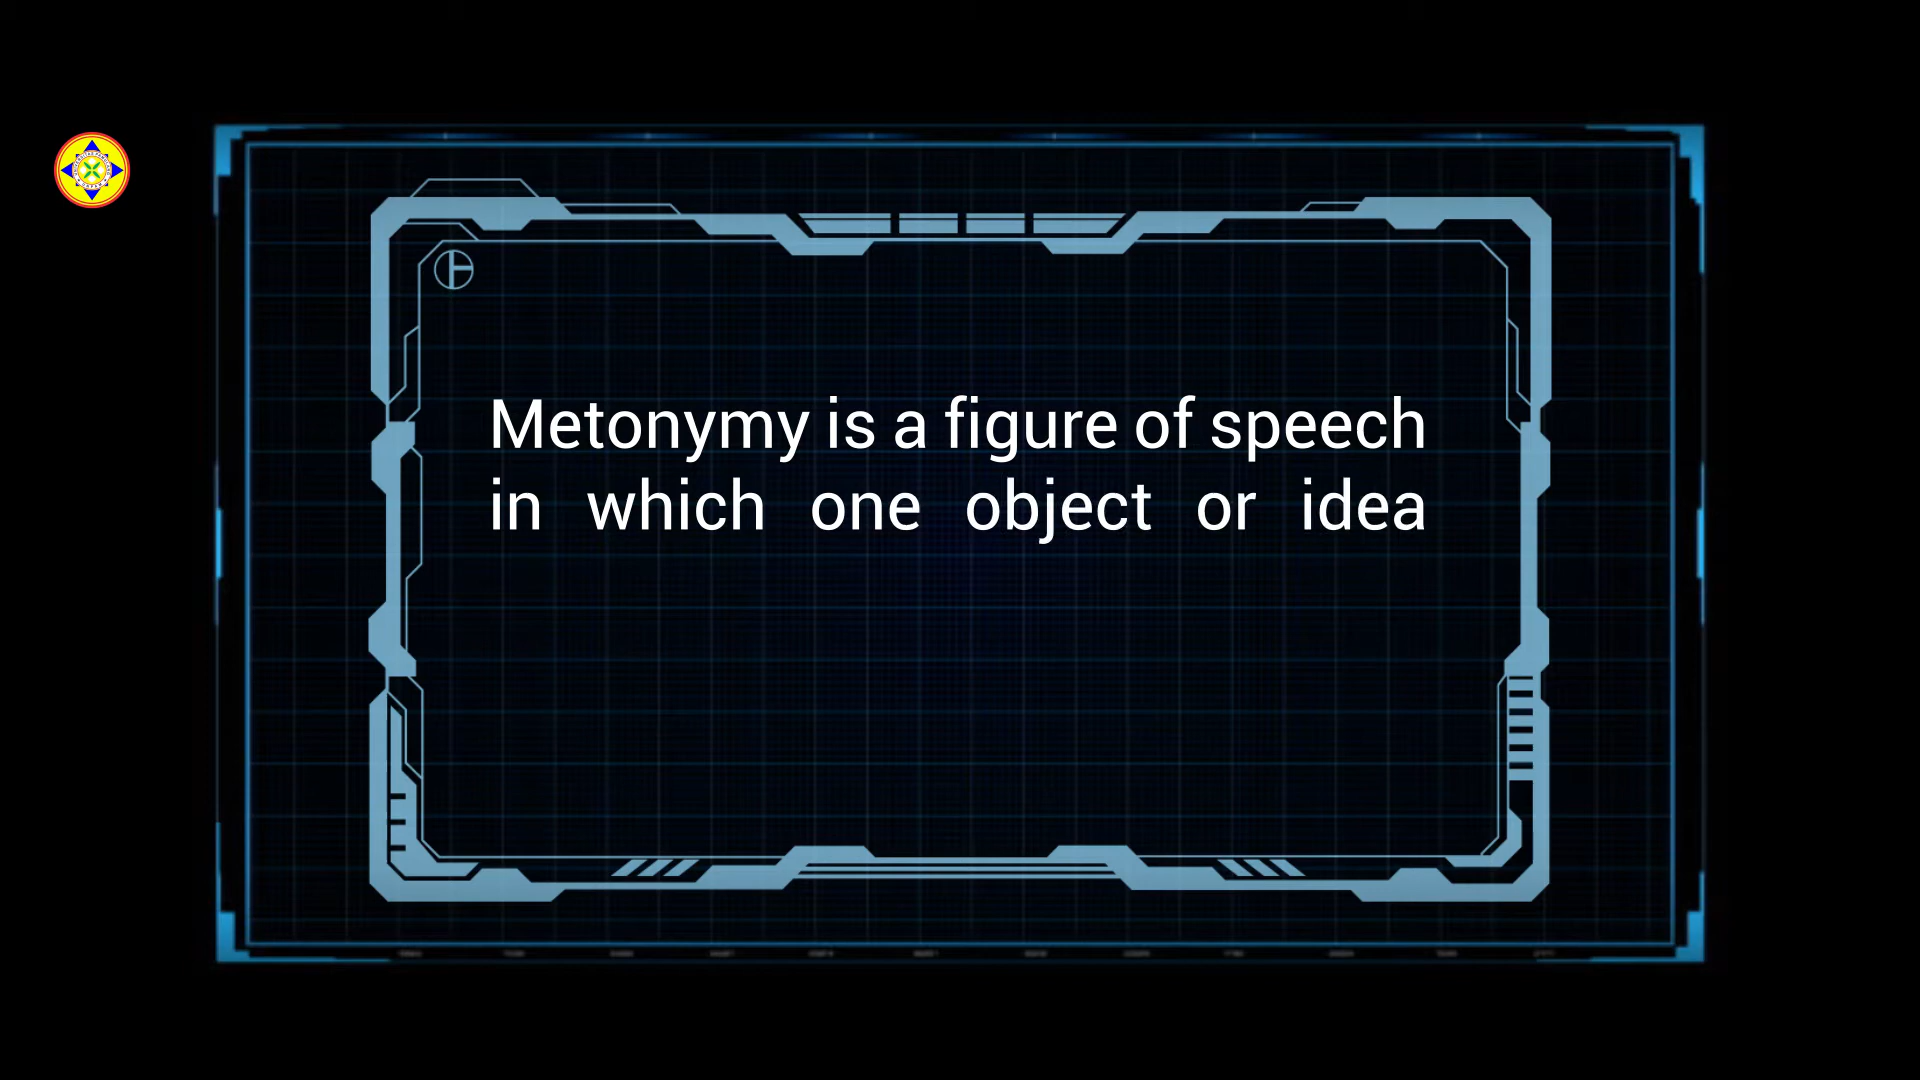 Metonymy is a figure of speech
in which one object or idea